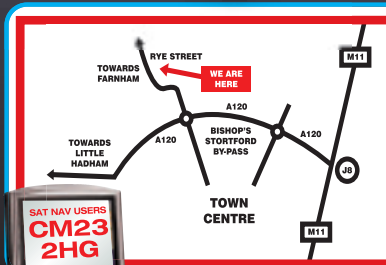 RYE STREET
M11
TOWARDS
FARNHAM
WE ARE
HERE
A120
BISHOP'S
STORTFORD
BY-PASS
A120
A120
TOWARDS
LITTLE
HADHAM
J8
TOWN
CENTRE
M11
SAT NAV USERS
CM23
2HG